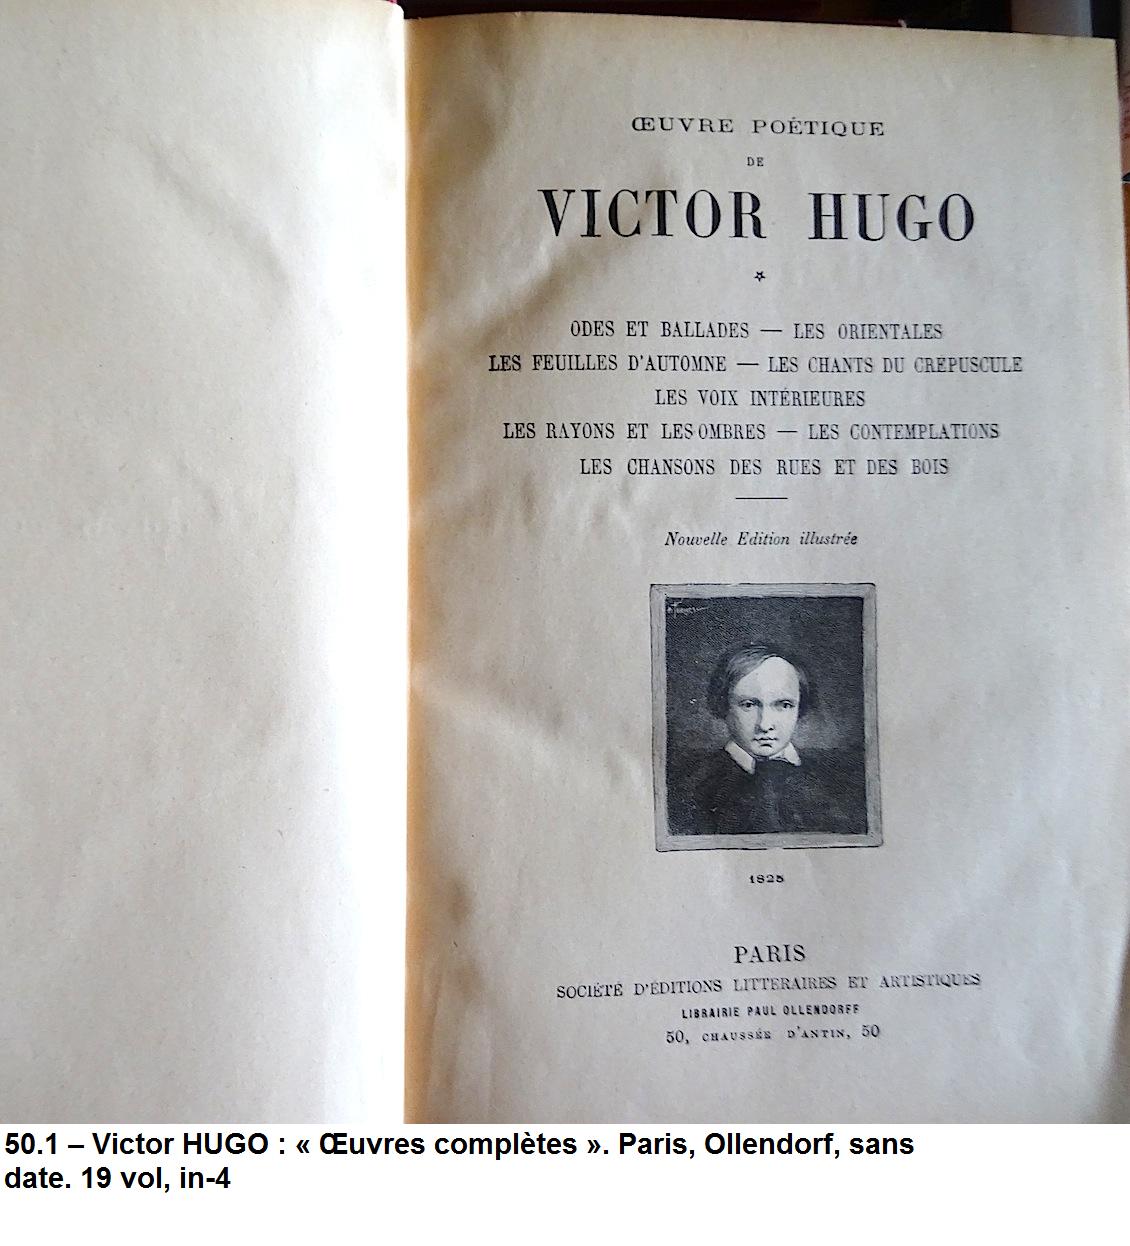 ŒUVRE POÉTIQUE
DE
VICTOR HUGO
*
ODES ET BALLADES — LES ORIENTALES
LES FEUILLES D'AUTOMNE — LES CHANTS DU CRÉPUSCULE
LES VOIX INTÉRIEURES
LES RAYONS ET LES OMBRES — LES CONTEMPLATIONS
LES CHANSONS DES RUES ET DES BOIS
Nouvelle Edition illustrée
1825
PARIS
SOCIÉTÉ D'ÉDITIONS LITTERAIRES ET ARTISTIQUES
LIBRAIRIE PAUL OLLENDORFF
50, CHAUSSÉE D'ANTIN, 50
50.1 – Victor HUGO : « Œuvres complètes ». Paris, Ollendorf, sans
date. 19 vol, in-4